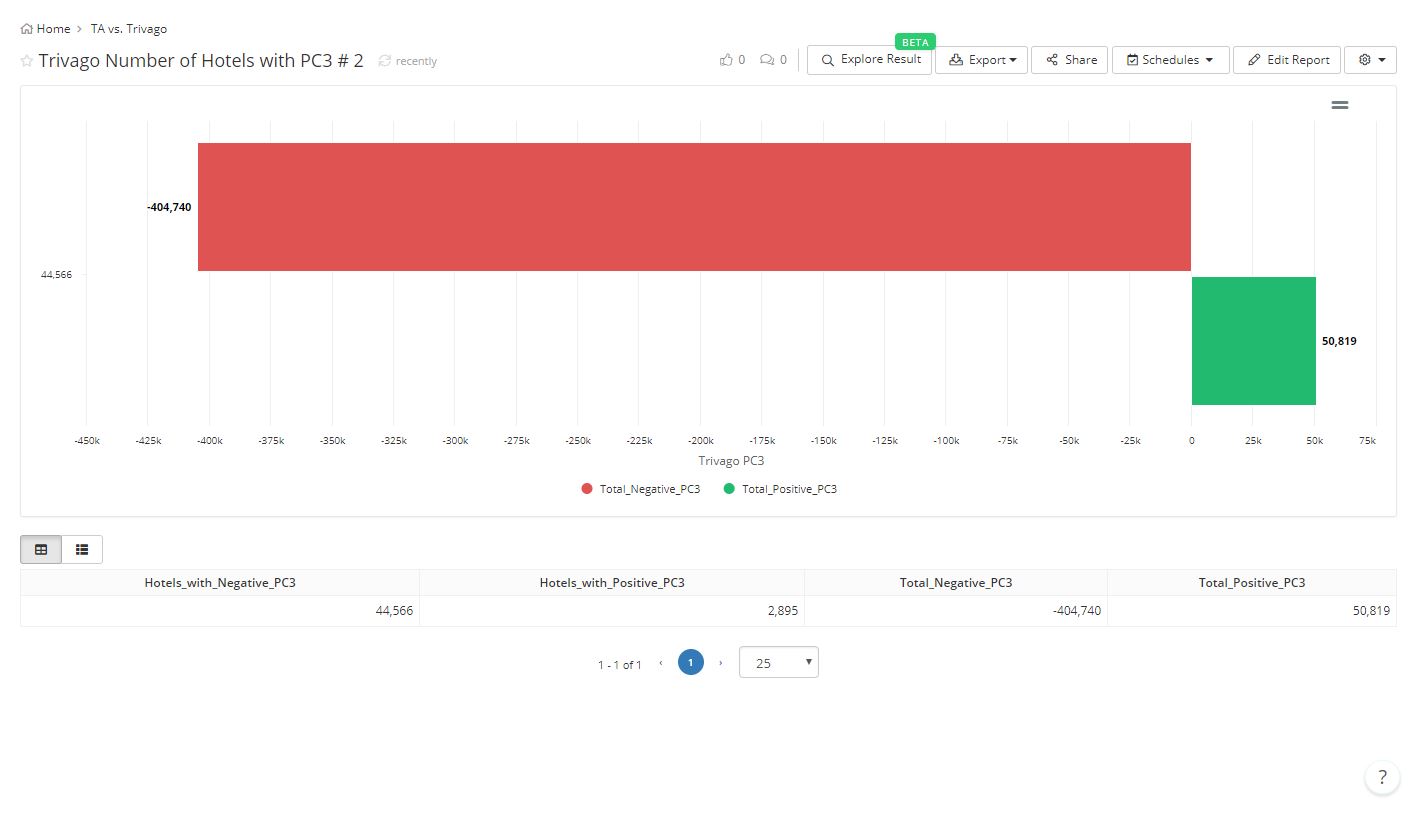 Home › TA vs. Trivago
Trivago Number of Hotels with PC3 # 2 recently
0 0 Explore Result BETA Export Share Schedules Edit Report
-404,740
44,566
50,819
-450k -425k -400k -375k -350k -325k -300k -275k -250k -225k -200k -175k -150k -125k -100k -75k -50k -25k 0 25k 50k 75k
Trivago PC3
Total_Negative_PC3 Total_Positive_PC3
Hotels_with_Negative_PC3 Hotels_with_Positive_PC3 Total_Negative_PC3 Total_Positive_PC3
44,566 2,895 -404,740 50,819
1 - 1 of 1 ‹ 1 › 25
?